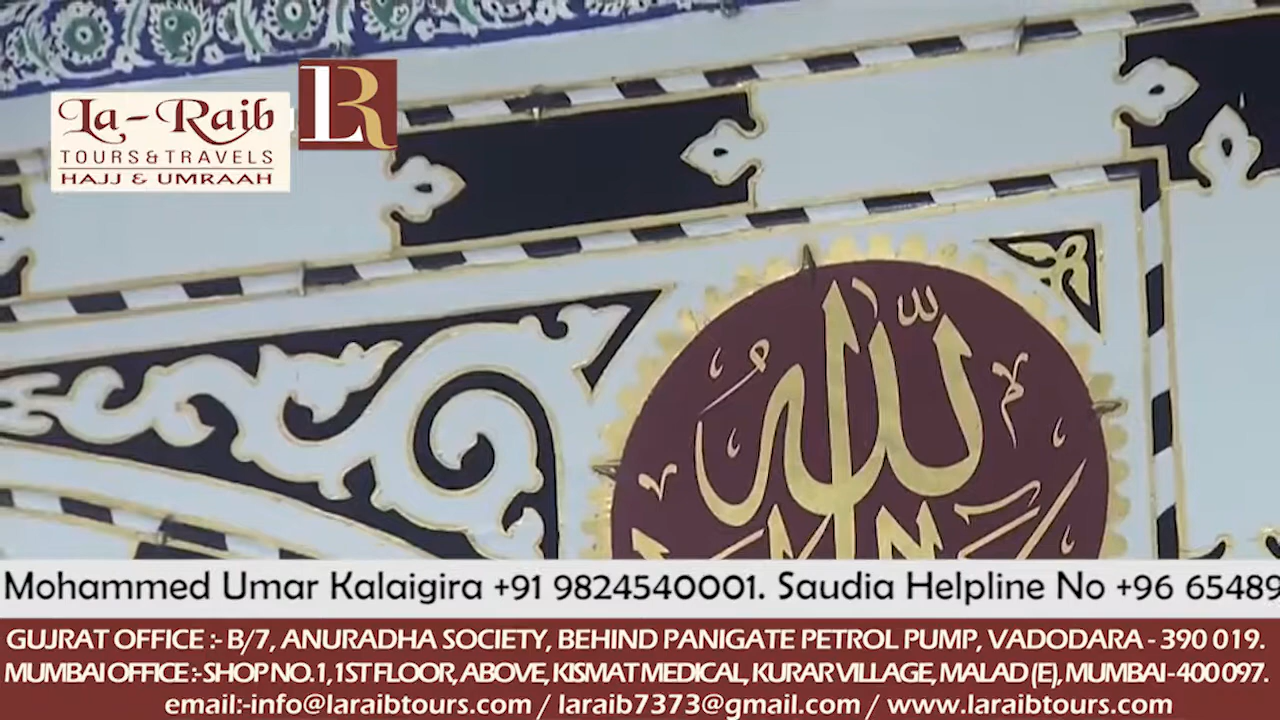 La-Raib
TOURS & TRAVELS
HAJJ & UMRAAH
LR
الله
Mohammed Umar Kalaigira +91 9824540001. Saudia Helpline No +96 65489
GUJRAT OFFICE :- B/7, ANURADHA SOCIETY, BEHIND PANIGATE PETROL PUMP, VADODARA - 390 019.
MUMBAI OFFICE :- SHOP NO. 1, 1ST FLOOR, ABOVE, KISMAT MEDICAL, KURAR VILLAGE, MALAD (E), MUMBAI - 400 097.
email:-info@laraibtours.com / laraib7373@gmail.com / www.laraibtours.com